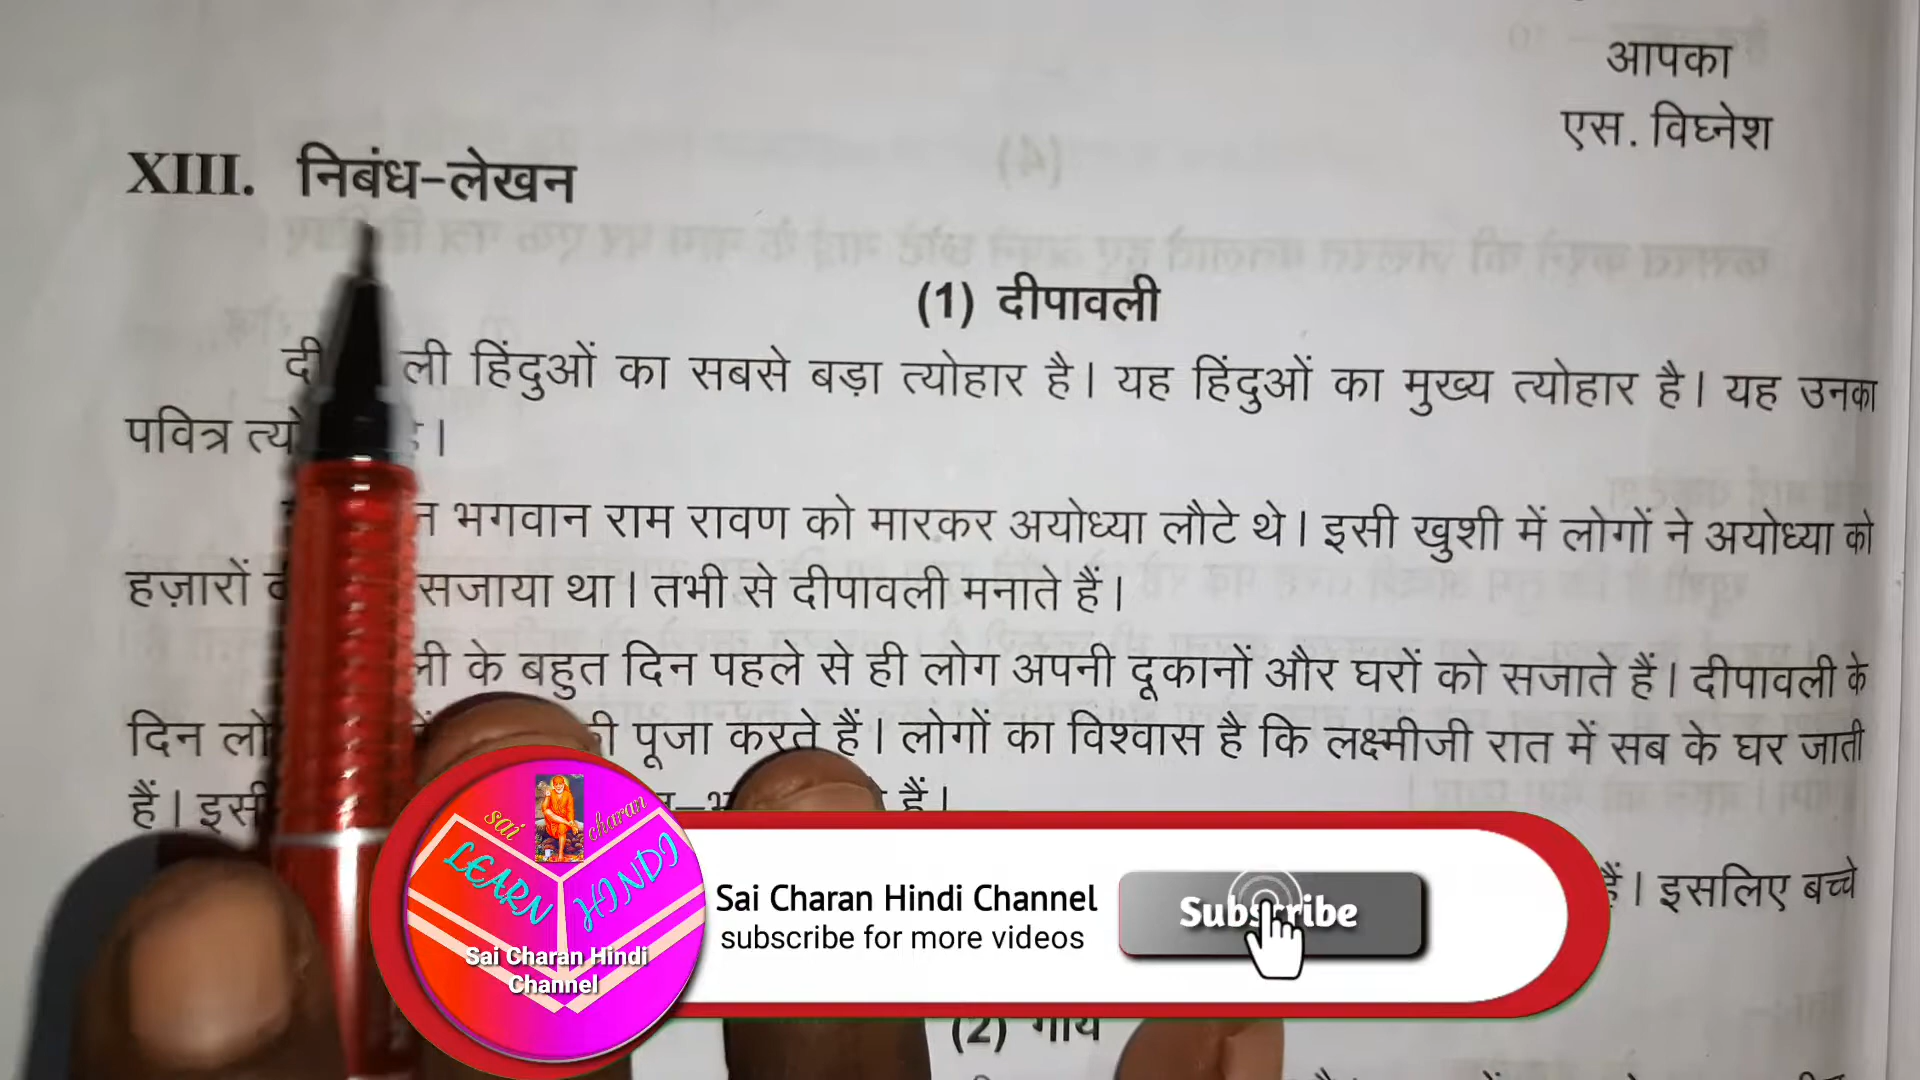 आपका
एस. विघ्नेश
XIII. निबंध-लेखन
(1) दीपावली
हिंदुओं का सबसे बड़ा त्योहार है। यह हिंदुओं का मुख्य त्योहार है। यह उनका
पवित्र
भगवान राम रावण को मारकर अयोध्या लौटे थे। इसी खुशी में लोगों ने अयोध्या को
हज़ारों सजाया था। तभी से दीपावली मनाते हैं।
के बहुत दिन पहले से ही लोग अपनी दूकानों और घरों को सजाते हैं। दीपावली के
दिन पूजा करते हैं। लोगों का विश्वास है कि लक्ष्मीजी रात में सब के घर जाती
हैं। इसी हैं।
हैं। इसलिए बच्चे
sai charan
LEARN HINDI
Sai Charan Hindi
Channel
Sai Charan Hindi Channel
subscribe for more videos
Subscribe
(2) गाय